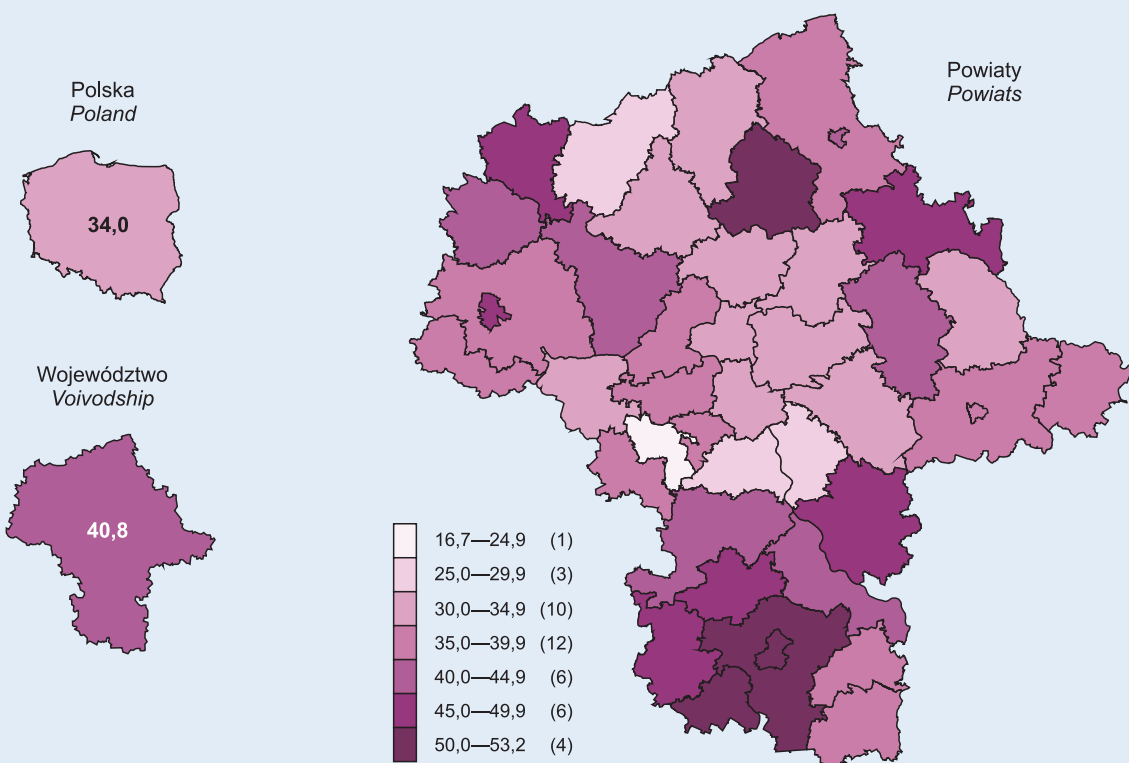 Polska
Poland
34,0
Województwo
Voivodship
40,8
Powiaty
Powiats
16,7—24,9 (1)
25,0—29,9 (3)
30,0—34,9 (10)
35,0—39,9 (12)
40,0—44,9 (6)
45,0—49,9 (6)
50,0—53,2 (4)